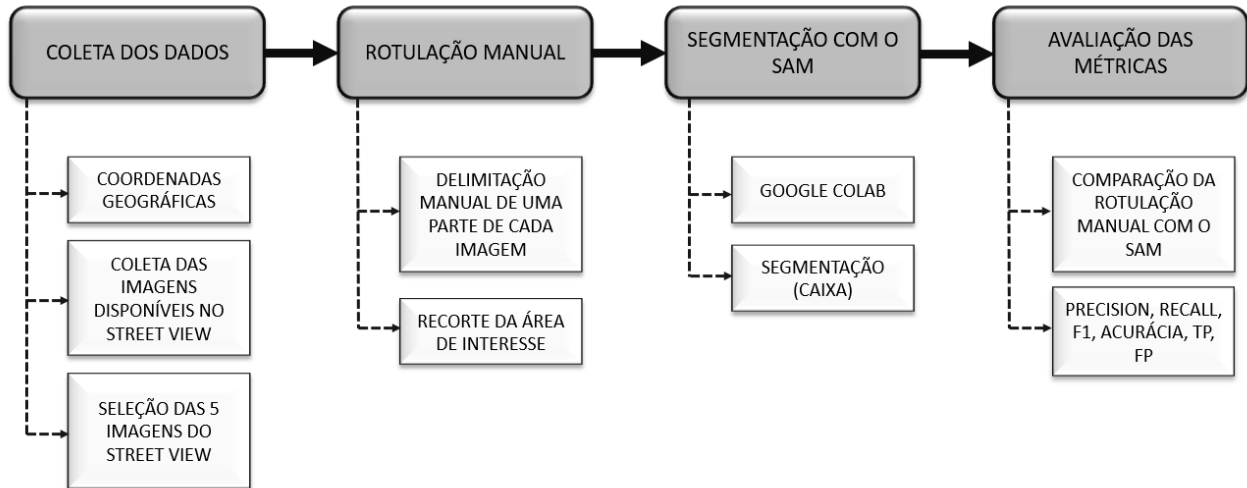 COLETA DOS DADOS
COORDENADAS
GEOGRÁFICAS
COLETA DAS
IMAGENS
DISPONÍVEIS NO
STREET VIEW
SELEÇÃO DAS 5
IMAGENS DO
STREET VIEW
ROTULAÇÃO MANUAL
DELIMITAÇÃO
MANUAL DE UMA
PARTE DE CADA
IMAGEM
RECORTE DA ÁREA
DE INTERESSE
SEGMENTAÇÃO COM O
SAM
GOOGLE COLAB
SEGMENTAÇÃO
(CAIXA)
AVALIAÇÃO DAS
MÉTRICAS
COMPARAÇÃO DA
ROTULAÇÃO
MANUAL COM O
SAM
PRECISION, RECALL,
F1, ACURÁCIA, TP,
FP